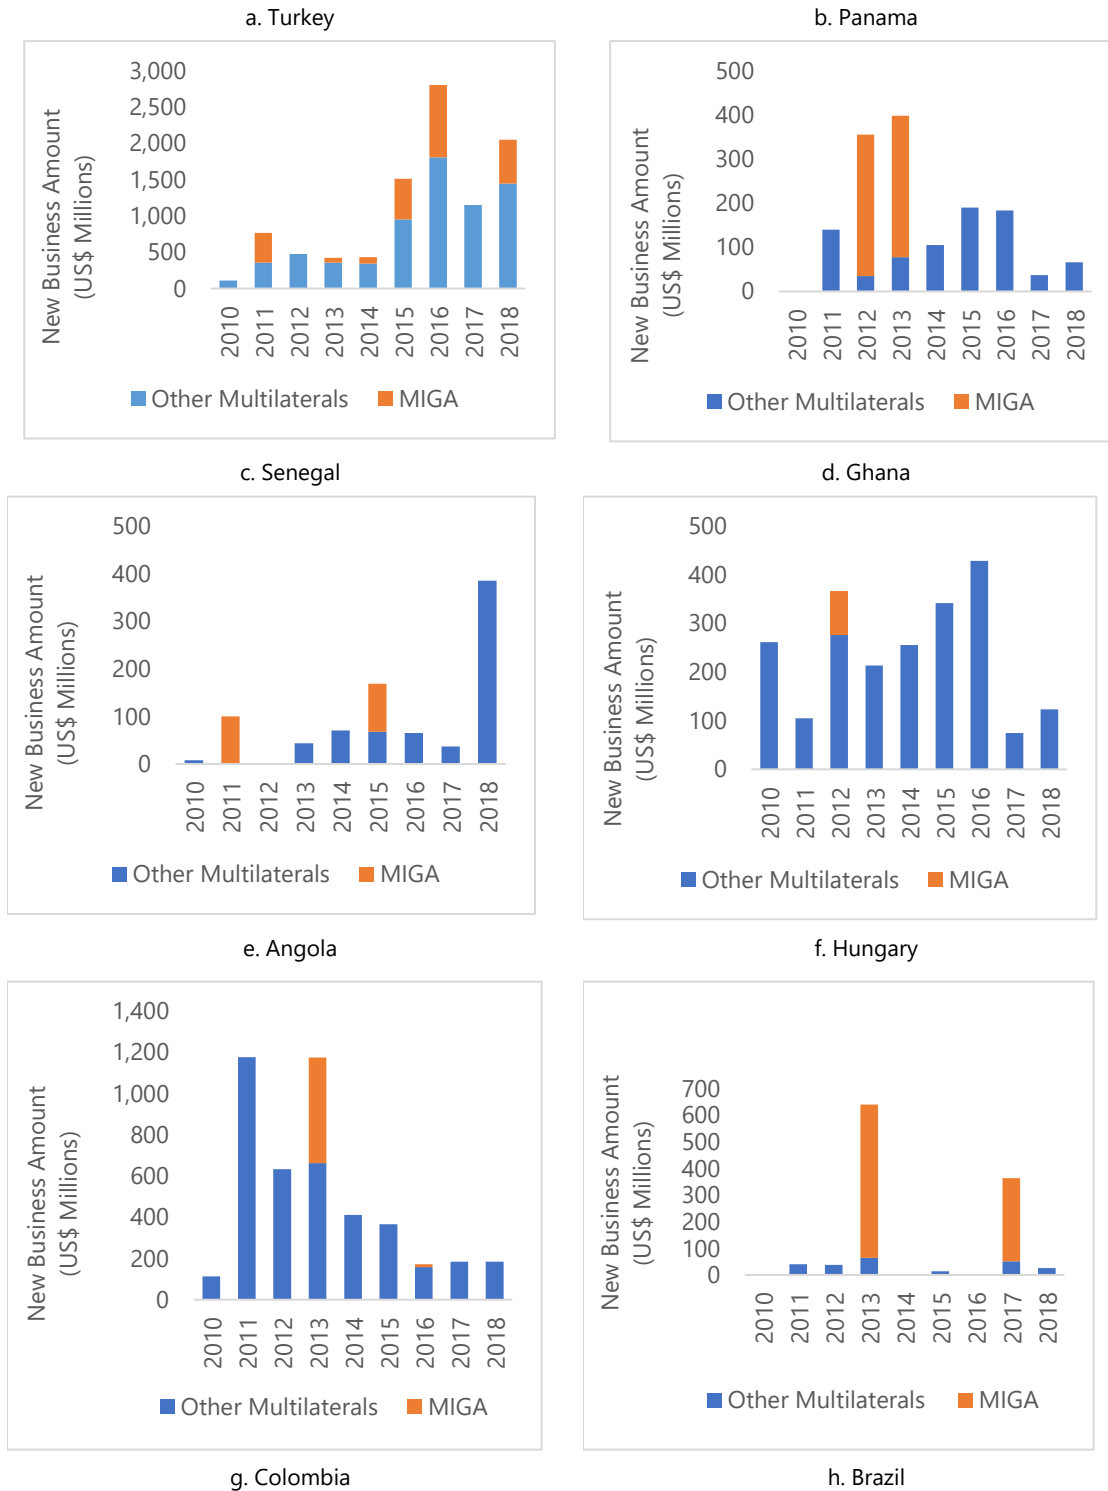 a. Turkey
New Business Amount
(US$ Millions)
3,000
2,500
2,000
1,500
1,000
500
0
2010
2011
2012
2013
2014
2015
2016
2017
2018
Other Multilaterals
MIGA
b. Panama
New Business Amount
(US$ Millions)
500
400
300
200
100
0
2010
2011
2012
2013
2014
2015
2016
2017
2018
Other Multilaterals
MIGA
c. Senegal
New Business Amount
(US$ Millions)
500
400
300
200
100
0
2010
2011
2012
2013
2014
2015
2016
2017
2018
Other Multilaterals
MIGA
d. Ghana
New Business Amount
(US$ Millions)
500
400
300
200
100
0
2010
2011
2012
2013
2014
2015
2016
2017
2018
Other Multilaterals
MIGA
e. Angola
New Business Amount
(US$ Millions)
1,400
1,200
1,000
800
600
400
200
0
2010
2011
2012
2013
2014
2015
2016
2017
2018
Other Multilaterals
MIGA
f. Hungary
New Business Amount
(US$ Millions)
700
600
500
400
300
200
100
0
2010
2011
2012
2013
2014
2015
2016
2017
2018
Other Multilaterals
MIGA
g. Colombia
h. Brazil